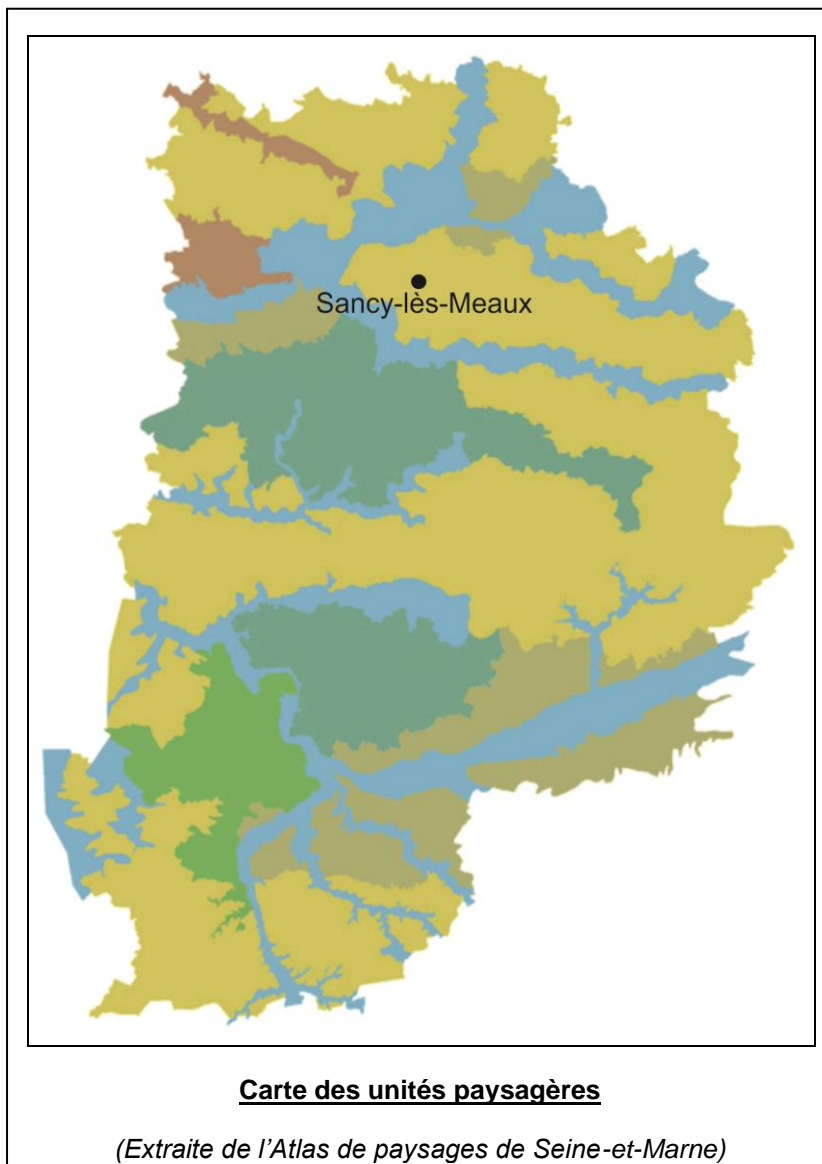 Sancy-lès-Meaux
Carte des unités paysagères
(Extraite de l'Atlas de paysages de Seine-et-Marne)